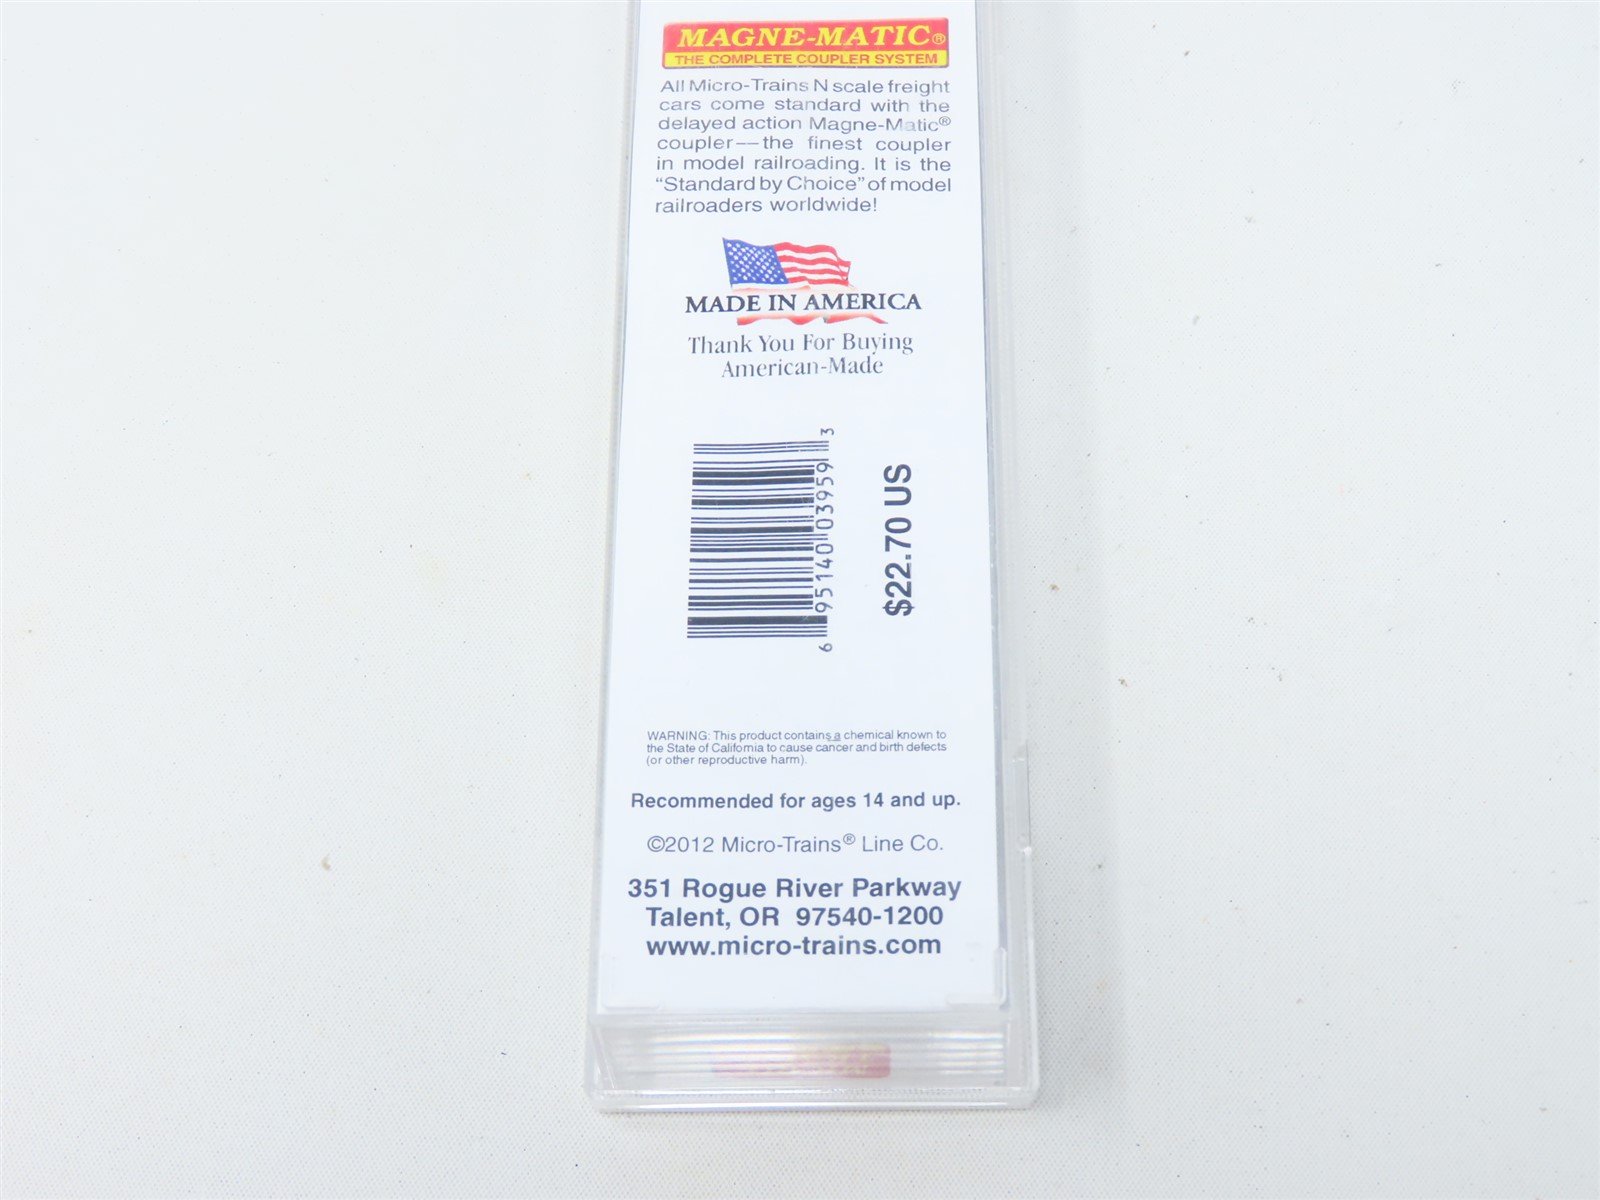 MAGNE-MATIC®
THE COMPLETE COUPLER SYSTEM
All Micro-Trains N scale freight
cars come standard with the
delayed action Magne-Matic®
coupler—the finest coupler
in model railroading. It is the
“Standard by Choice” of model
railroaders worldwide!
MADE IN AMERICA
Thank You For Buying
American-Made
6 95140 03959 3
$22.70 US
WARNING: This product contains a chemical known to
the State of California to cause cancer and birth defects
(or other reproductive harm).
Recommended for ages 14 and up.
©2012 Micro-Trains® Line Co.
351 Rogue River Parkway
Talent, OR 97540-1200
www.micro-trains.com